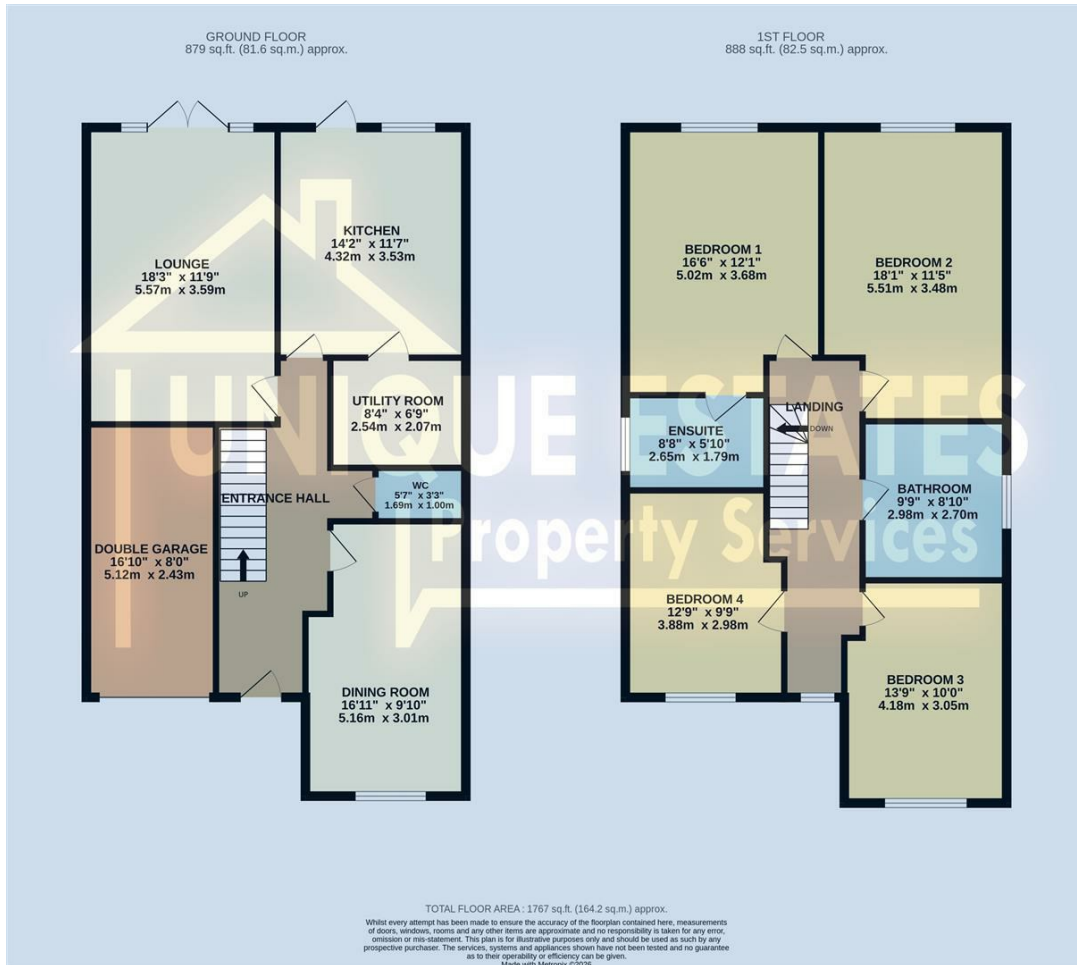 GROUND FLOOR
879 sq.ft. (81.6 sq.m.) approx.
1ST FLOOR
888 sq.ft. (82.5 sq.m.) approx.
LOUNGE
18'3" x 11'9"
5.57m x 3.59m
KITCHEN
14'2" x 11'7"
4.32m x 3.53m
UTILITY ROOM
8'4" x 6'9"
2.54m x 2.07m
WC
5'7" x 3'3"
1.69m x 1.00m
ENTRANCE HALL
UP
DOUBLE GARAGE
16'10" x 8'0"
5.12m x 2.43m
DINING ROOM
16'11" x 9'10"
5.16m x 3.01m
BEDROOM 1
16'6" x 12'1"
5.02m x 3.68m
BEDROOM 2
18'1" x 11'5"
5.51m x 3.48m
LANDING
DOWN
ENSUITE
8'8" x 5'10"
2.65m x 1.79m
BATHROOM
9'9" x 8'10"
2.98m x 2.70m
BEDROOM 4
12'9" x 9'9"
3.88m x 2.98m
BEDROOM 3
13'9" x 10'0"
4.18m x 3.05m
UNIQUE ESTATES
Property Services
TOTAL FLOOR AREA : 1767 sq.ft. (164.2 sq.m.) approx.
Whilst every attempt has been made to ensure the accuracy of the floorplan contained here, measurements
of doors, windows, rooms and any other items are approximate and no responsibility is taken for any error,
omission or mis-statement. This plan is for illustrative purposes only and should be used as such by any
prospective purchaser. The services, systems and appliances shown have not been tested and no guarantee
as to their operability or efficiency can be given.
Made with Metropix ©2026